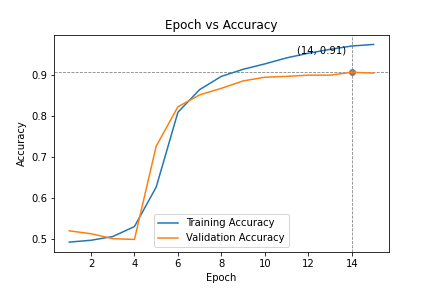 Epoch vs Accuracy
(14, 0.91)
0.9
0.8
0.7
0.6
0.5
Accuracy
Training Accuracy
Validation Accuracy
2 4 6 8 10 12 14
Epoch